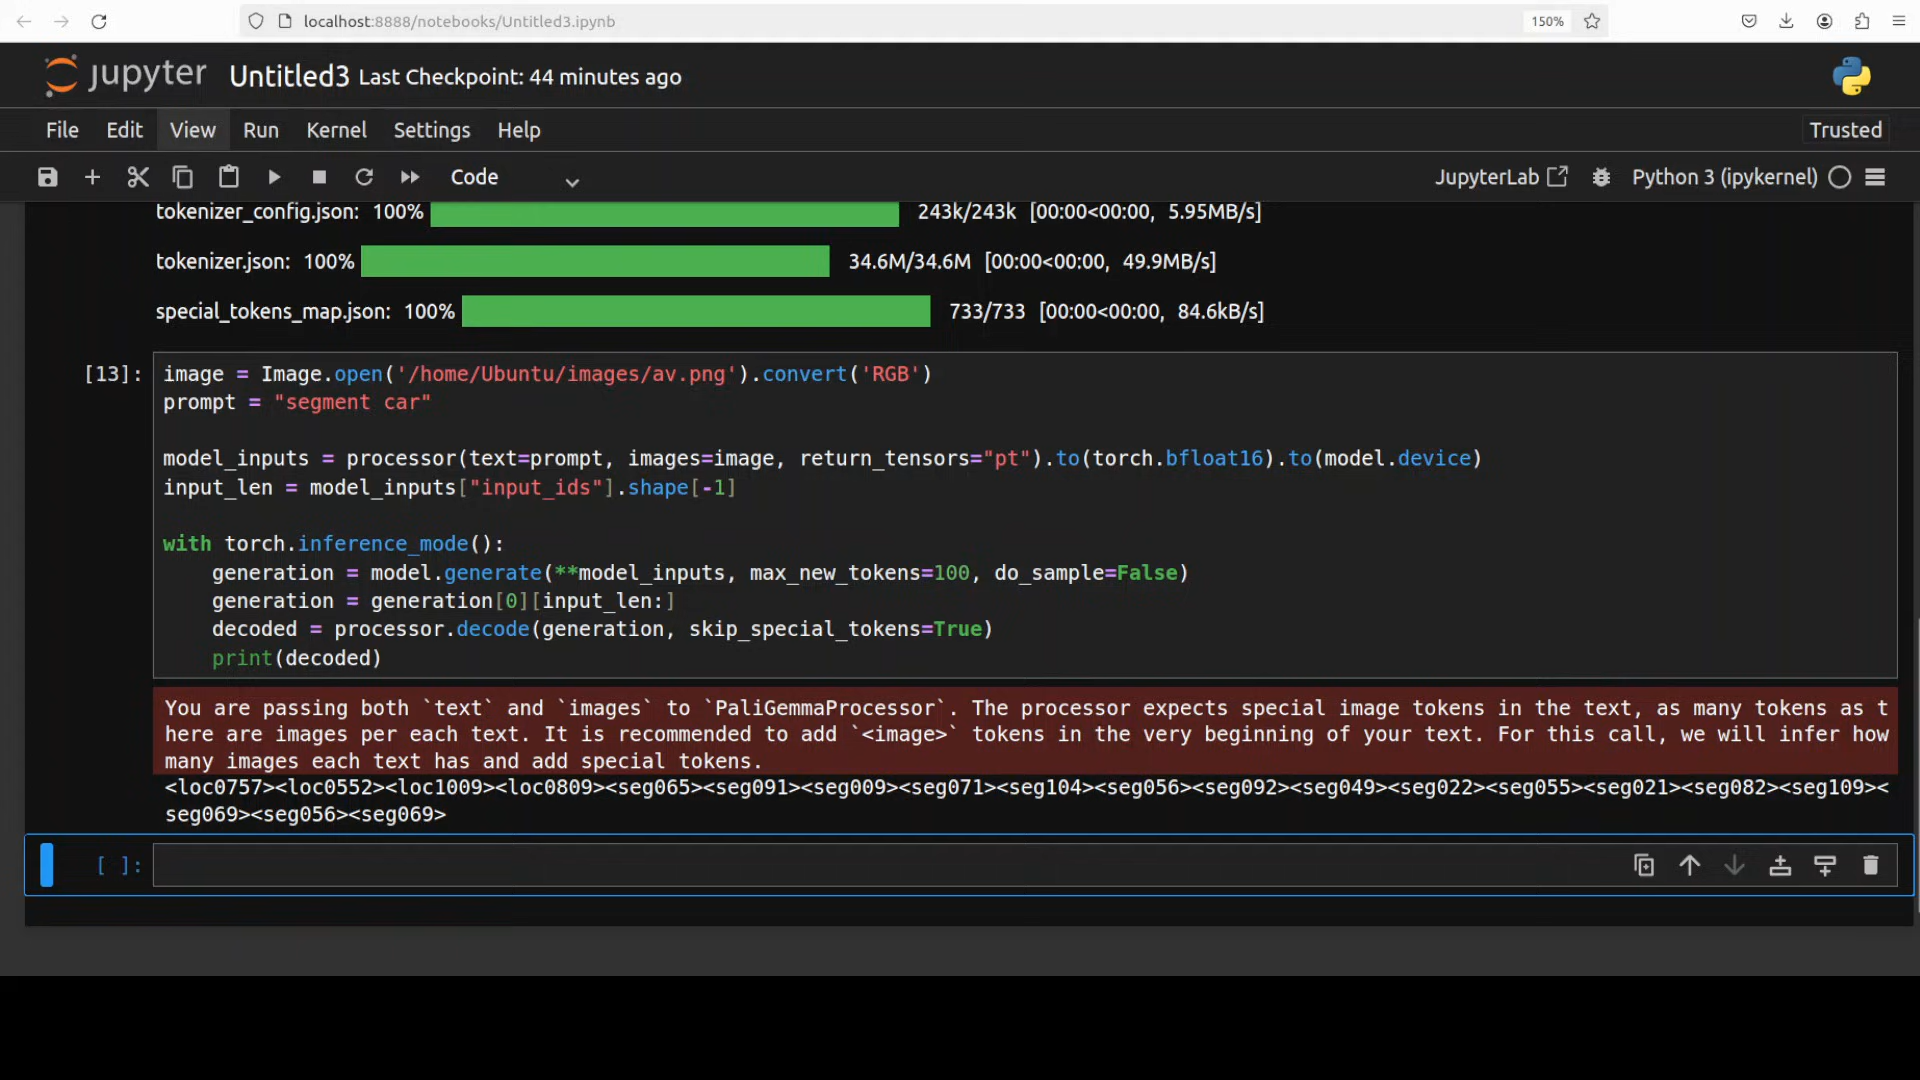 localhost:8888/notebooks/Untitled3.ipynb
150%
jupyter Untitled3 Last Checkpoint: 44 minutes ago
File Edit View Run Kernel Settings Help
Trusted
Code
JupyterLab
Python 3 (ipykernel)
tokenizer_config.json: 100% 243k/243k [00:00<00:00, 5.95MB/s]
tokenizer.json: 100% 34.6M/34.6M [00:00<00:00, 49.9MB/s]
special_tokens_map.json: 100% 733/733 [00:00<00:00, 84.6kB/s]
[13]: image = Image.open('/home/Ubuntu/images/av.png').convert('RGB')
prompt = "segment car"
model_inputs = processor(text=prompt, images=image, return_tensors="pt").to(torch.bfloat16).to(model.device)
input_len = model_inputs["input_ids"].shape[-1]
with torch.inference_mode():
    generation = model.generate(**model_inputs, max_new_tokens=100, do_sample=False)
    generation = generation[0][input_len:]
    decoded = processor.decode(generation, skip_special_tokens=True)
    print(decoded)
You are passing both `text` and `images` to `PaliGemmaProcessor`. The processor expects special image tokens in the text, as many tokens as t
here are images per each text. It is recommended to add `<image>` tokens in the very beginning of your text. For this call, we will infer how
many images each text has and add special tokens.
<loc0757><loc0552><loc1009><loc0809><seg065><seg091><seg009><seg071><seg104><seg056><seg092><seg049><seg022><seg055><seg021><seg082><seg109><
seg069><seg056><seg069>
[ ]: